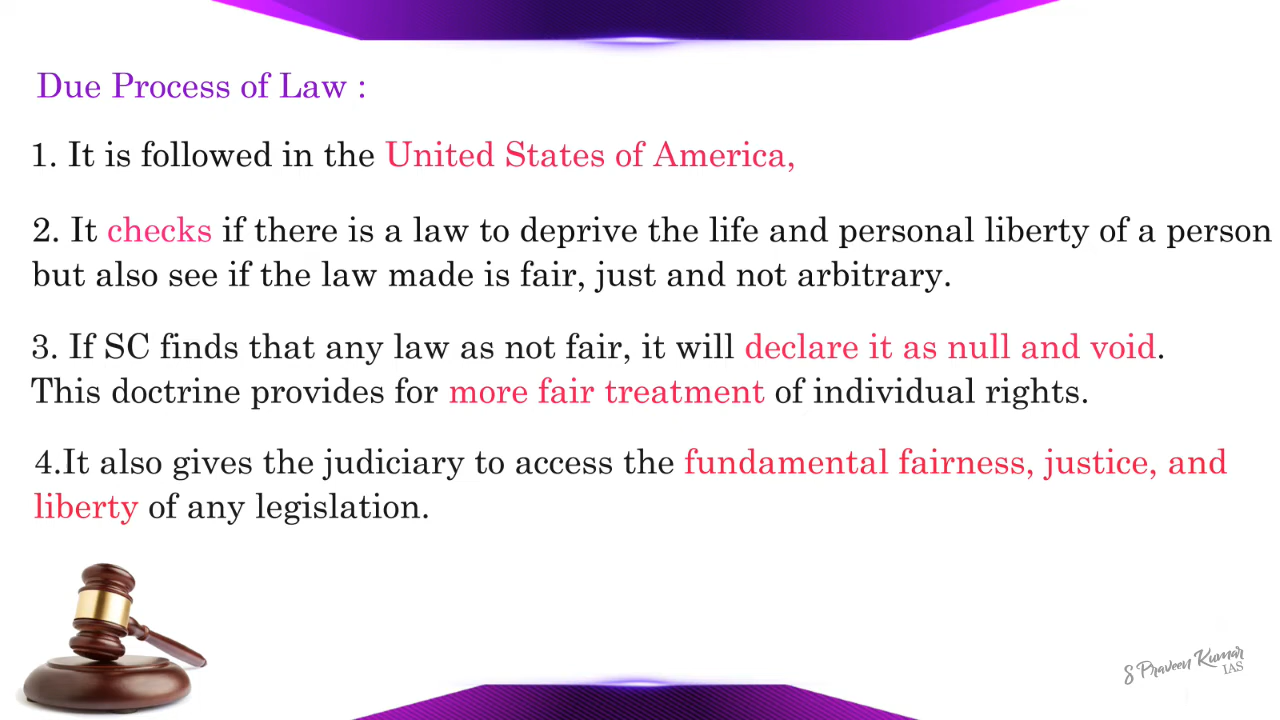 Due Process of Law :
1. It is followed in the United States of America,
2. It checks if there is a law to deprive the life and personal liberty of a person
but also see if the law made is fair, just and not arbitrary.
3. If SC finds that any law as not fair, it will declare it as null and void.
This doctrine provides for more fair treatment of individual rights.
4.It also gives the judiciary to access the fundamental fairness, justice, and
liberty of any legislation.
S Praveen Kumar
IAS